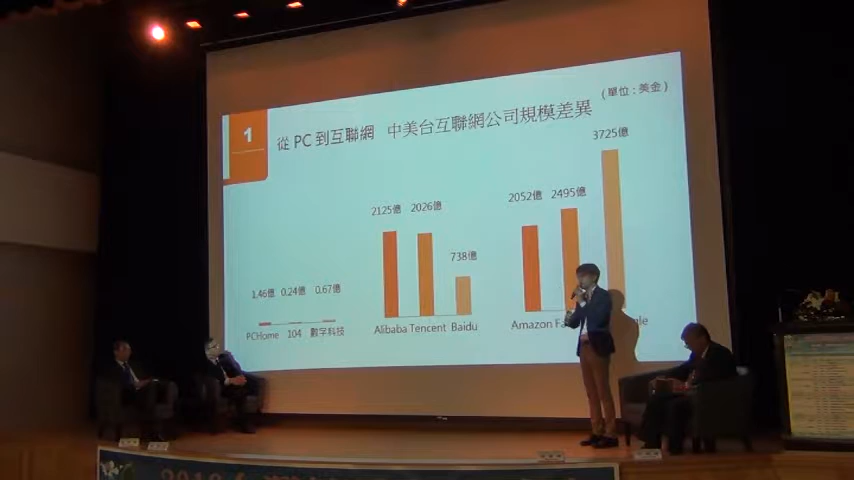 1
從 PC 到互聯網 中美台互聯網公司規模差異
(單位:美金)
1.46億 0.24億 0.67億
PCHome 104 數字科技
2125億 2026億 738億
Alibaba Tencent Baidu
2052億 2495億 3725億
Amazon